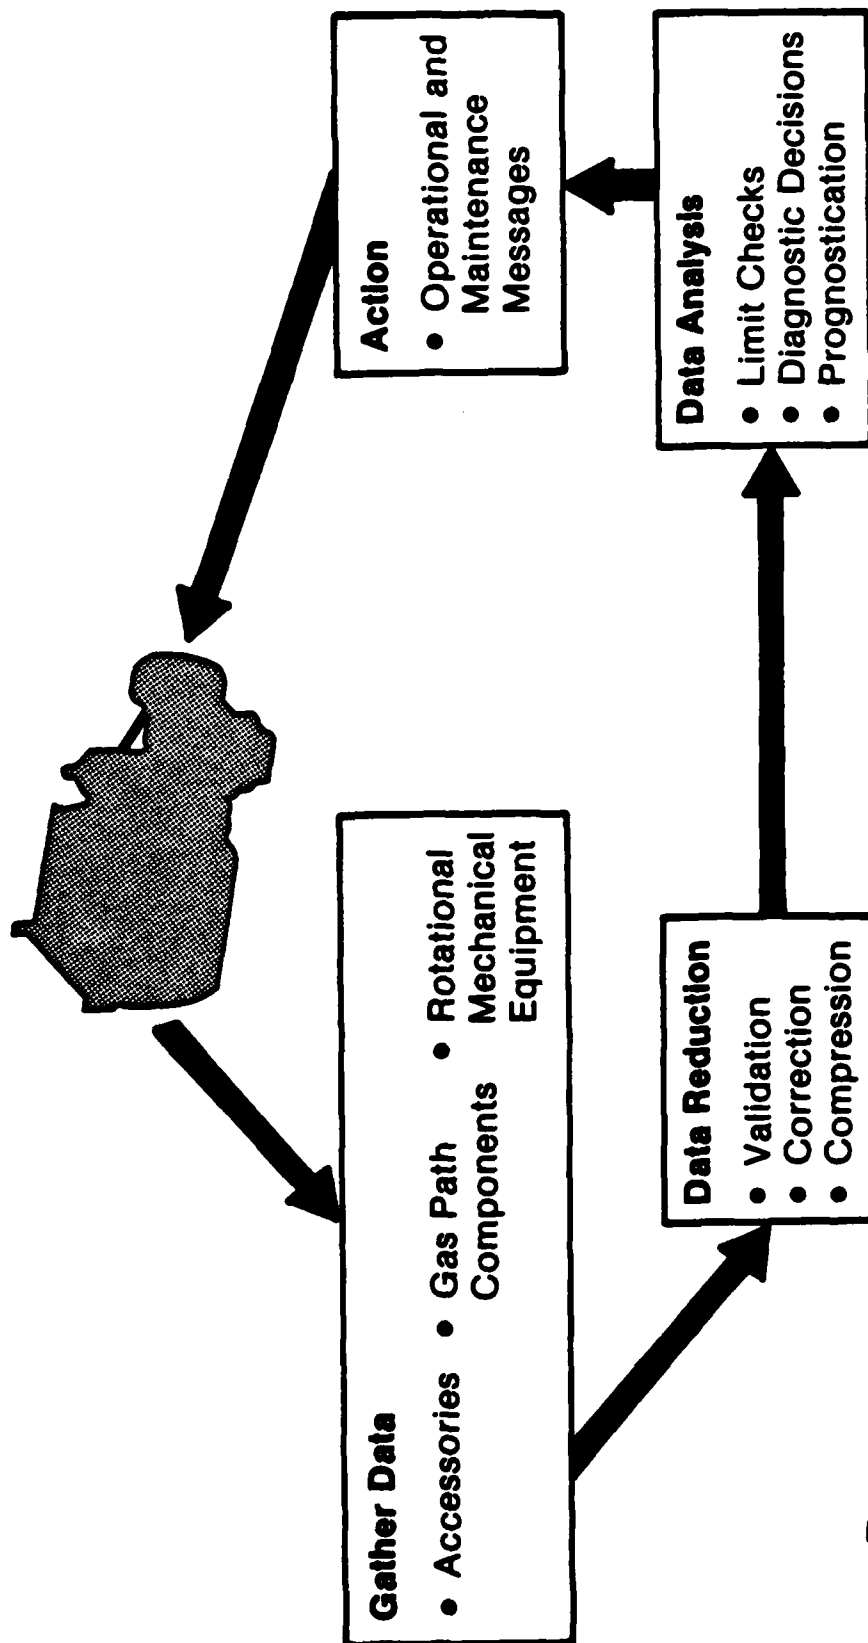 Gather Data
• Accessories
• Gas Path
Components
• Rotational
Mechanical
Equipment
Data Reduction
• Validation
• Correction
• Compression
Data Analysis
• Limit Checks
• Diagnostic Decisions
• Prognostication
Action
• Operational and
Maintenance
Messages